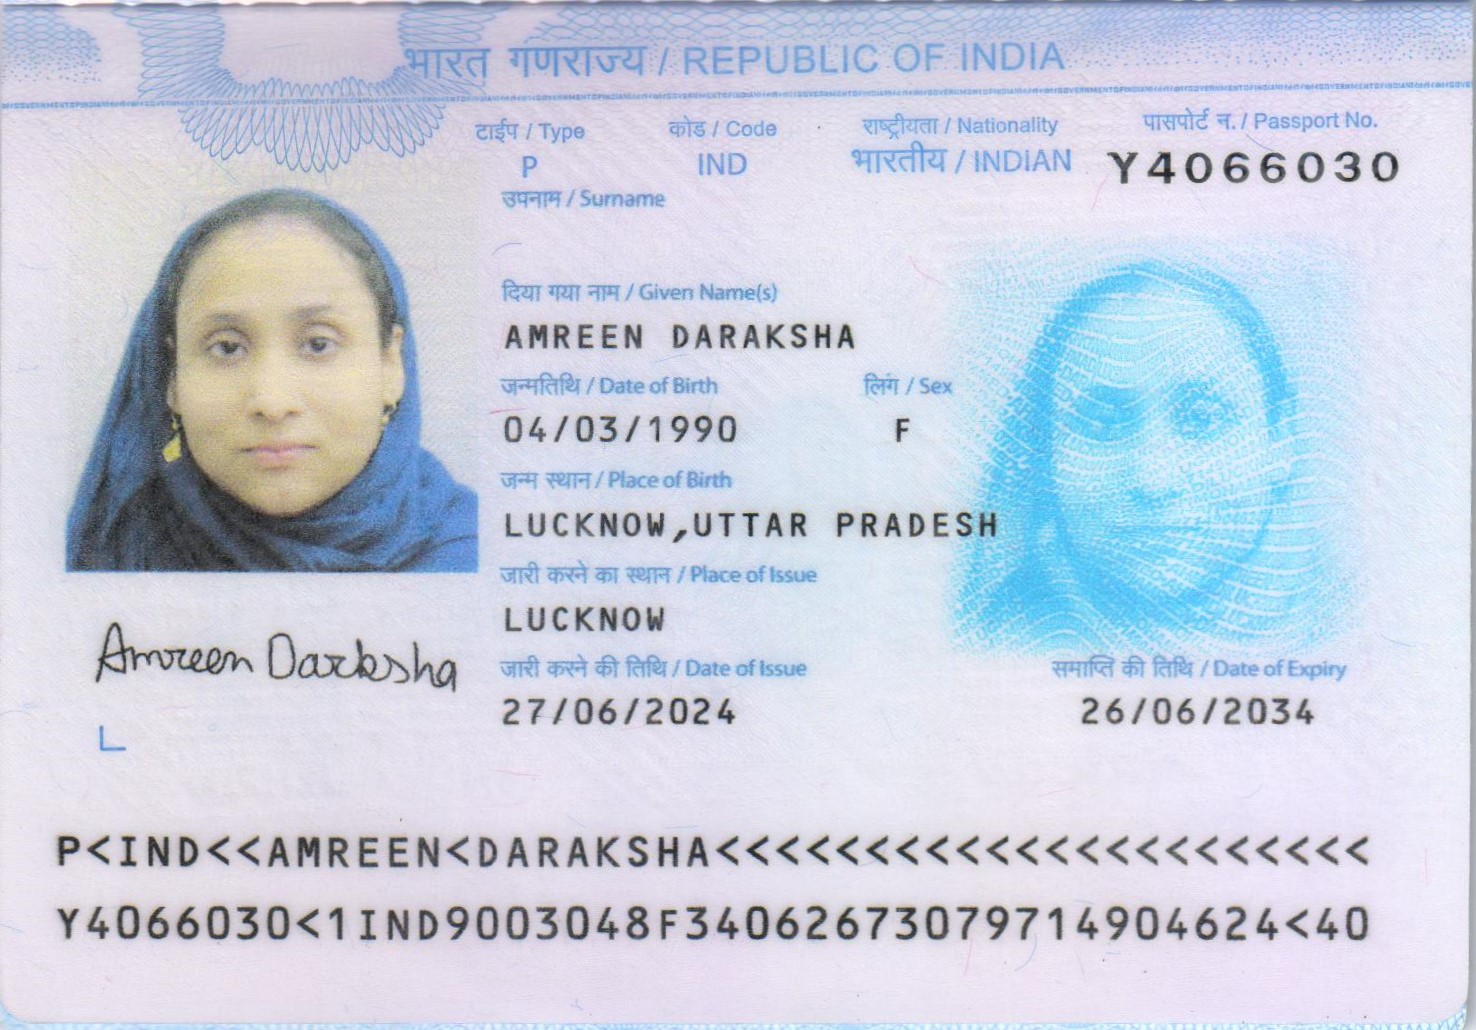 भारत गणराज्य / REPUBLIC OF INDIA
टाईप / Type कोड / Code राष्ट्रीयता / Nationality पासपोर्ट न. / Passport No.
P IND भारतीय / INDIAN Y4066030
उपनाम / Surname
दिया गया नाम / Given Name(s)
AMREEN DARAKSHA
जन्मतिथि / Date of Birth लिंग / Sex
04/03/1990 F
जन्म स्थान / Place of Birth
LUCKNOW,UTTAR PRADESH
जारी करने का स्थान / Place of Issue
LUCKNOW
Amreen Darksha
जारी करने की तिथि / Date of Issue समाप्ति की तिथि / Date of Expiry
27/06/2024 26/06/2034
P<IND<<AMREEN<DARAKSHA<<<<<<<<<<<<<<<<<<<<<<
Y4066030<1IND9003048F34062673079714904624<40